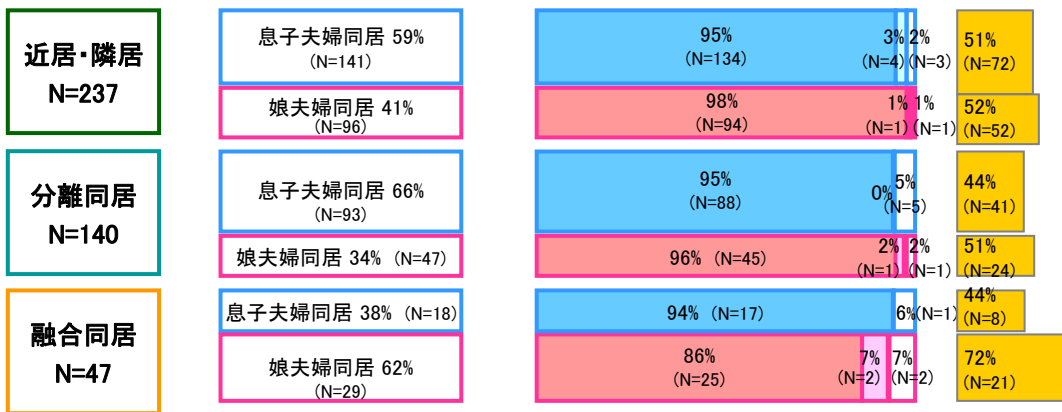 近居・隣居
N=237
息子夫婦同居 59%
(N=141)
95%
(N=134)
3%
(N=4)
2%
(N=3)
51%
(N=72)
娘夫婦同居 41%
(N=96)
98%
(N=94)
1%
(N=1)
1%
(N=1)
52%
(N=52)
分離同居
N=140
息子夫婦同居 66%
(N=93)
95%
(N=88)
0%
5%
(N=5)
44%
(N=41)
娘夫婦同居 34% (N=47)
96% (N=45)
2%
(N=1)
2%
(N=1)
51%
(N=24)
融合同居
N=47
息子夫婦同居 38% (N=18)
94% (N=17)
6%(N=1)
44%
(N=8)
娘夫婦同居 62%
(N=29)
86%
(N=25)
7%
(N=2)
7%
(N=2)
72%
(N=21)